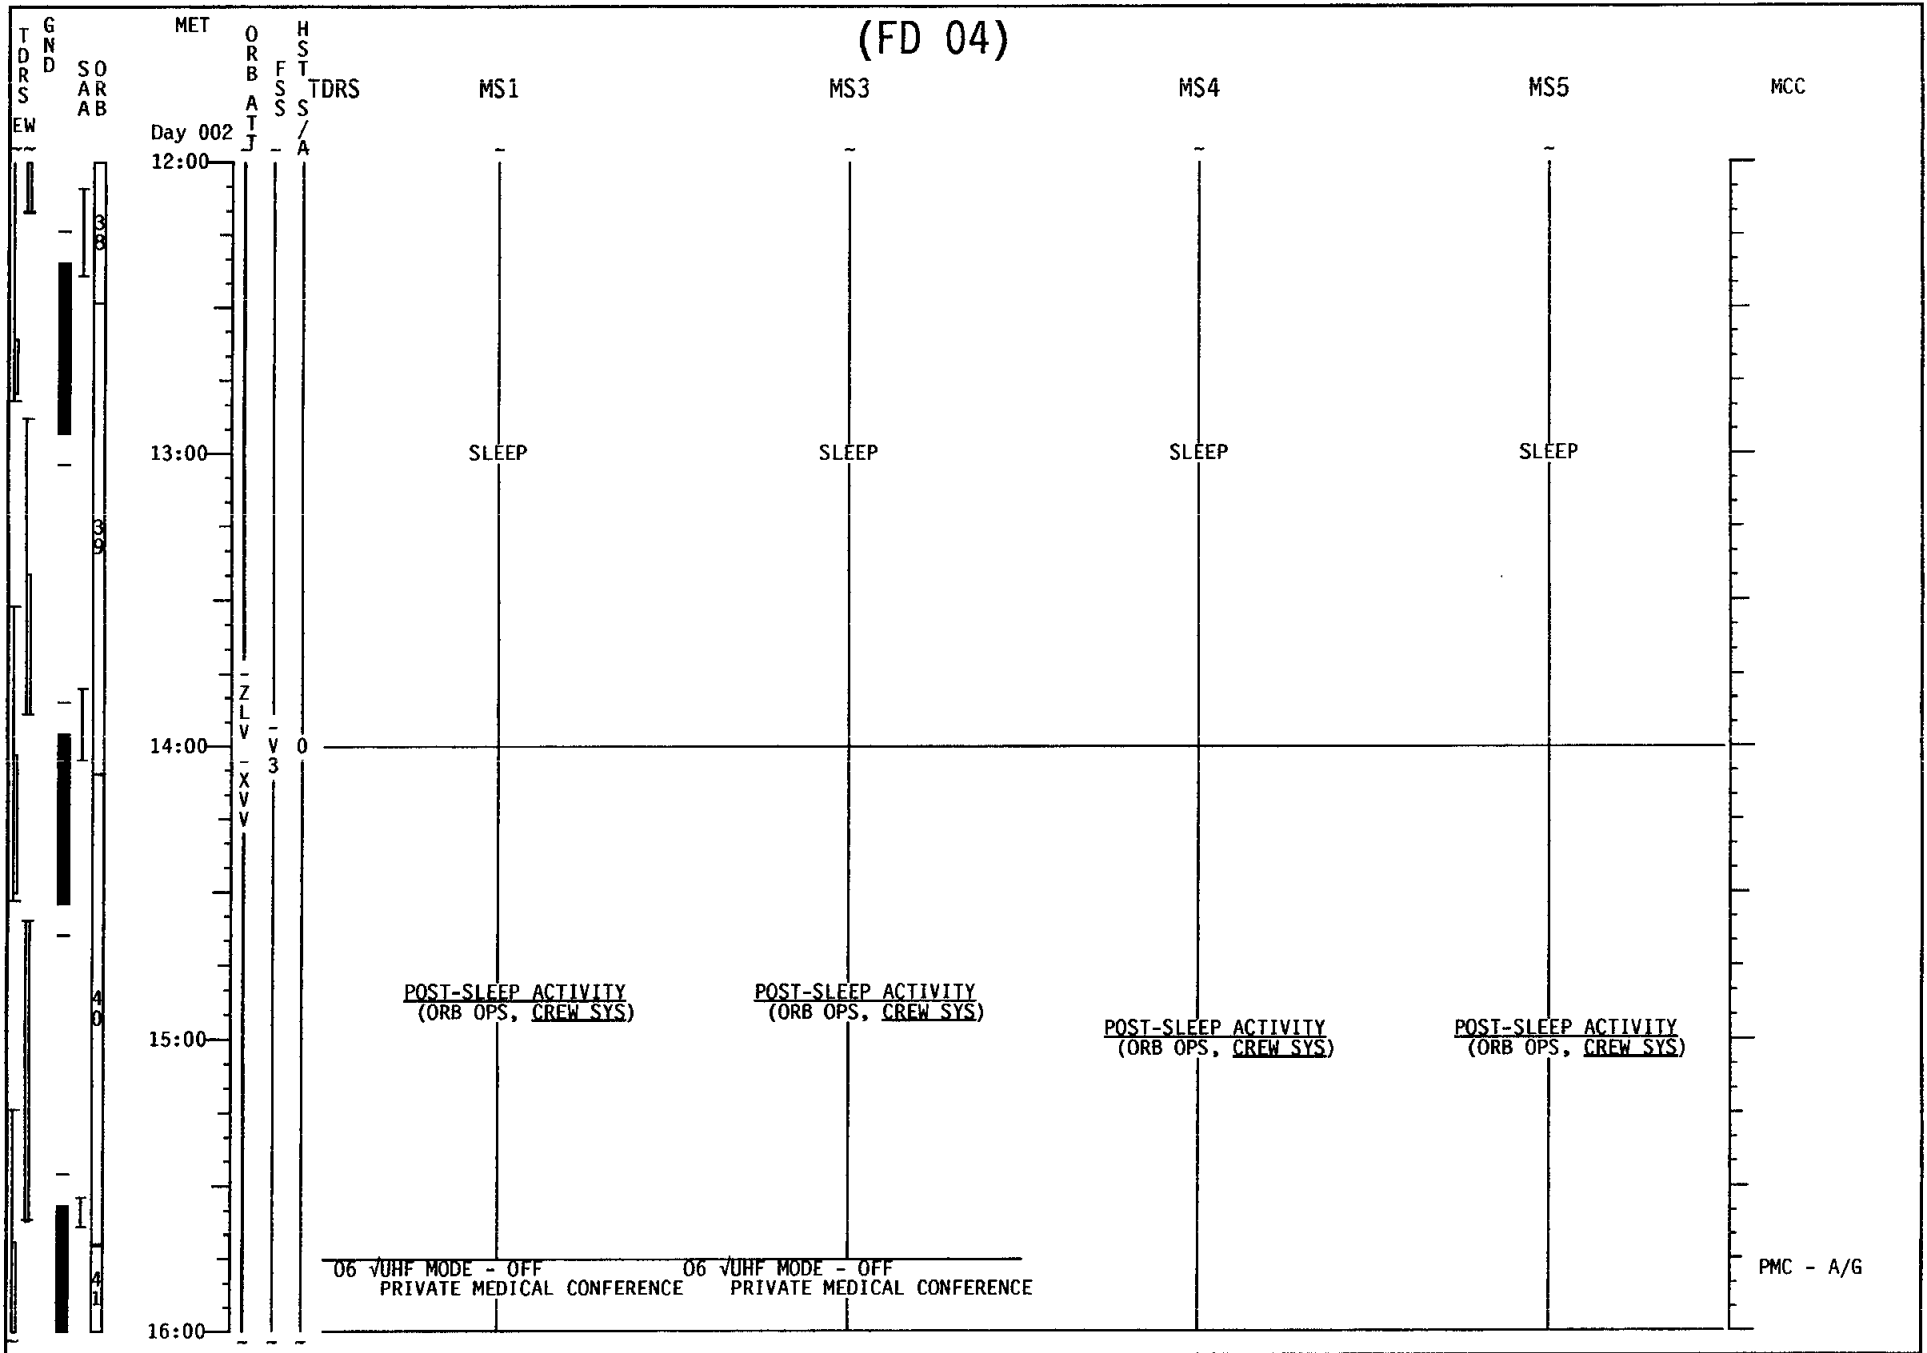 (FD 04)
TDRS
GND
SAA
ORB
MET
ORB ATT
FSS
HST S/A
TDRS
MS1
MS3
MS4
MS5
MCC
EW
Day 002
12:00
38
13:00
SLEEP
SLEEP
SLEEP
SLEEP
39
-ZLV
-XVV
-V3
14:00
0
40
POST-SLEEP ACTIVITY
(ORB OPS, CREW SYS)
POST-SLEEP ACTIVITY
(ORB OPS, CREW SYS)
POST-SLEEP ACTIVITY
(ORB OPS, CREW SYS)
POST-SLEEP ACTIVITY
(ORB OPS, CREW SYS)
15:00
06 √UHF MODE - OFF
PRIVATE MEDICAL CONFERENCE
06 √UHF MODE - OFF
PRIVATE MEDICAL CONFERENCE
PMC - A/G
41
16:00